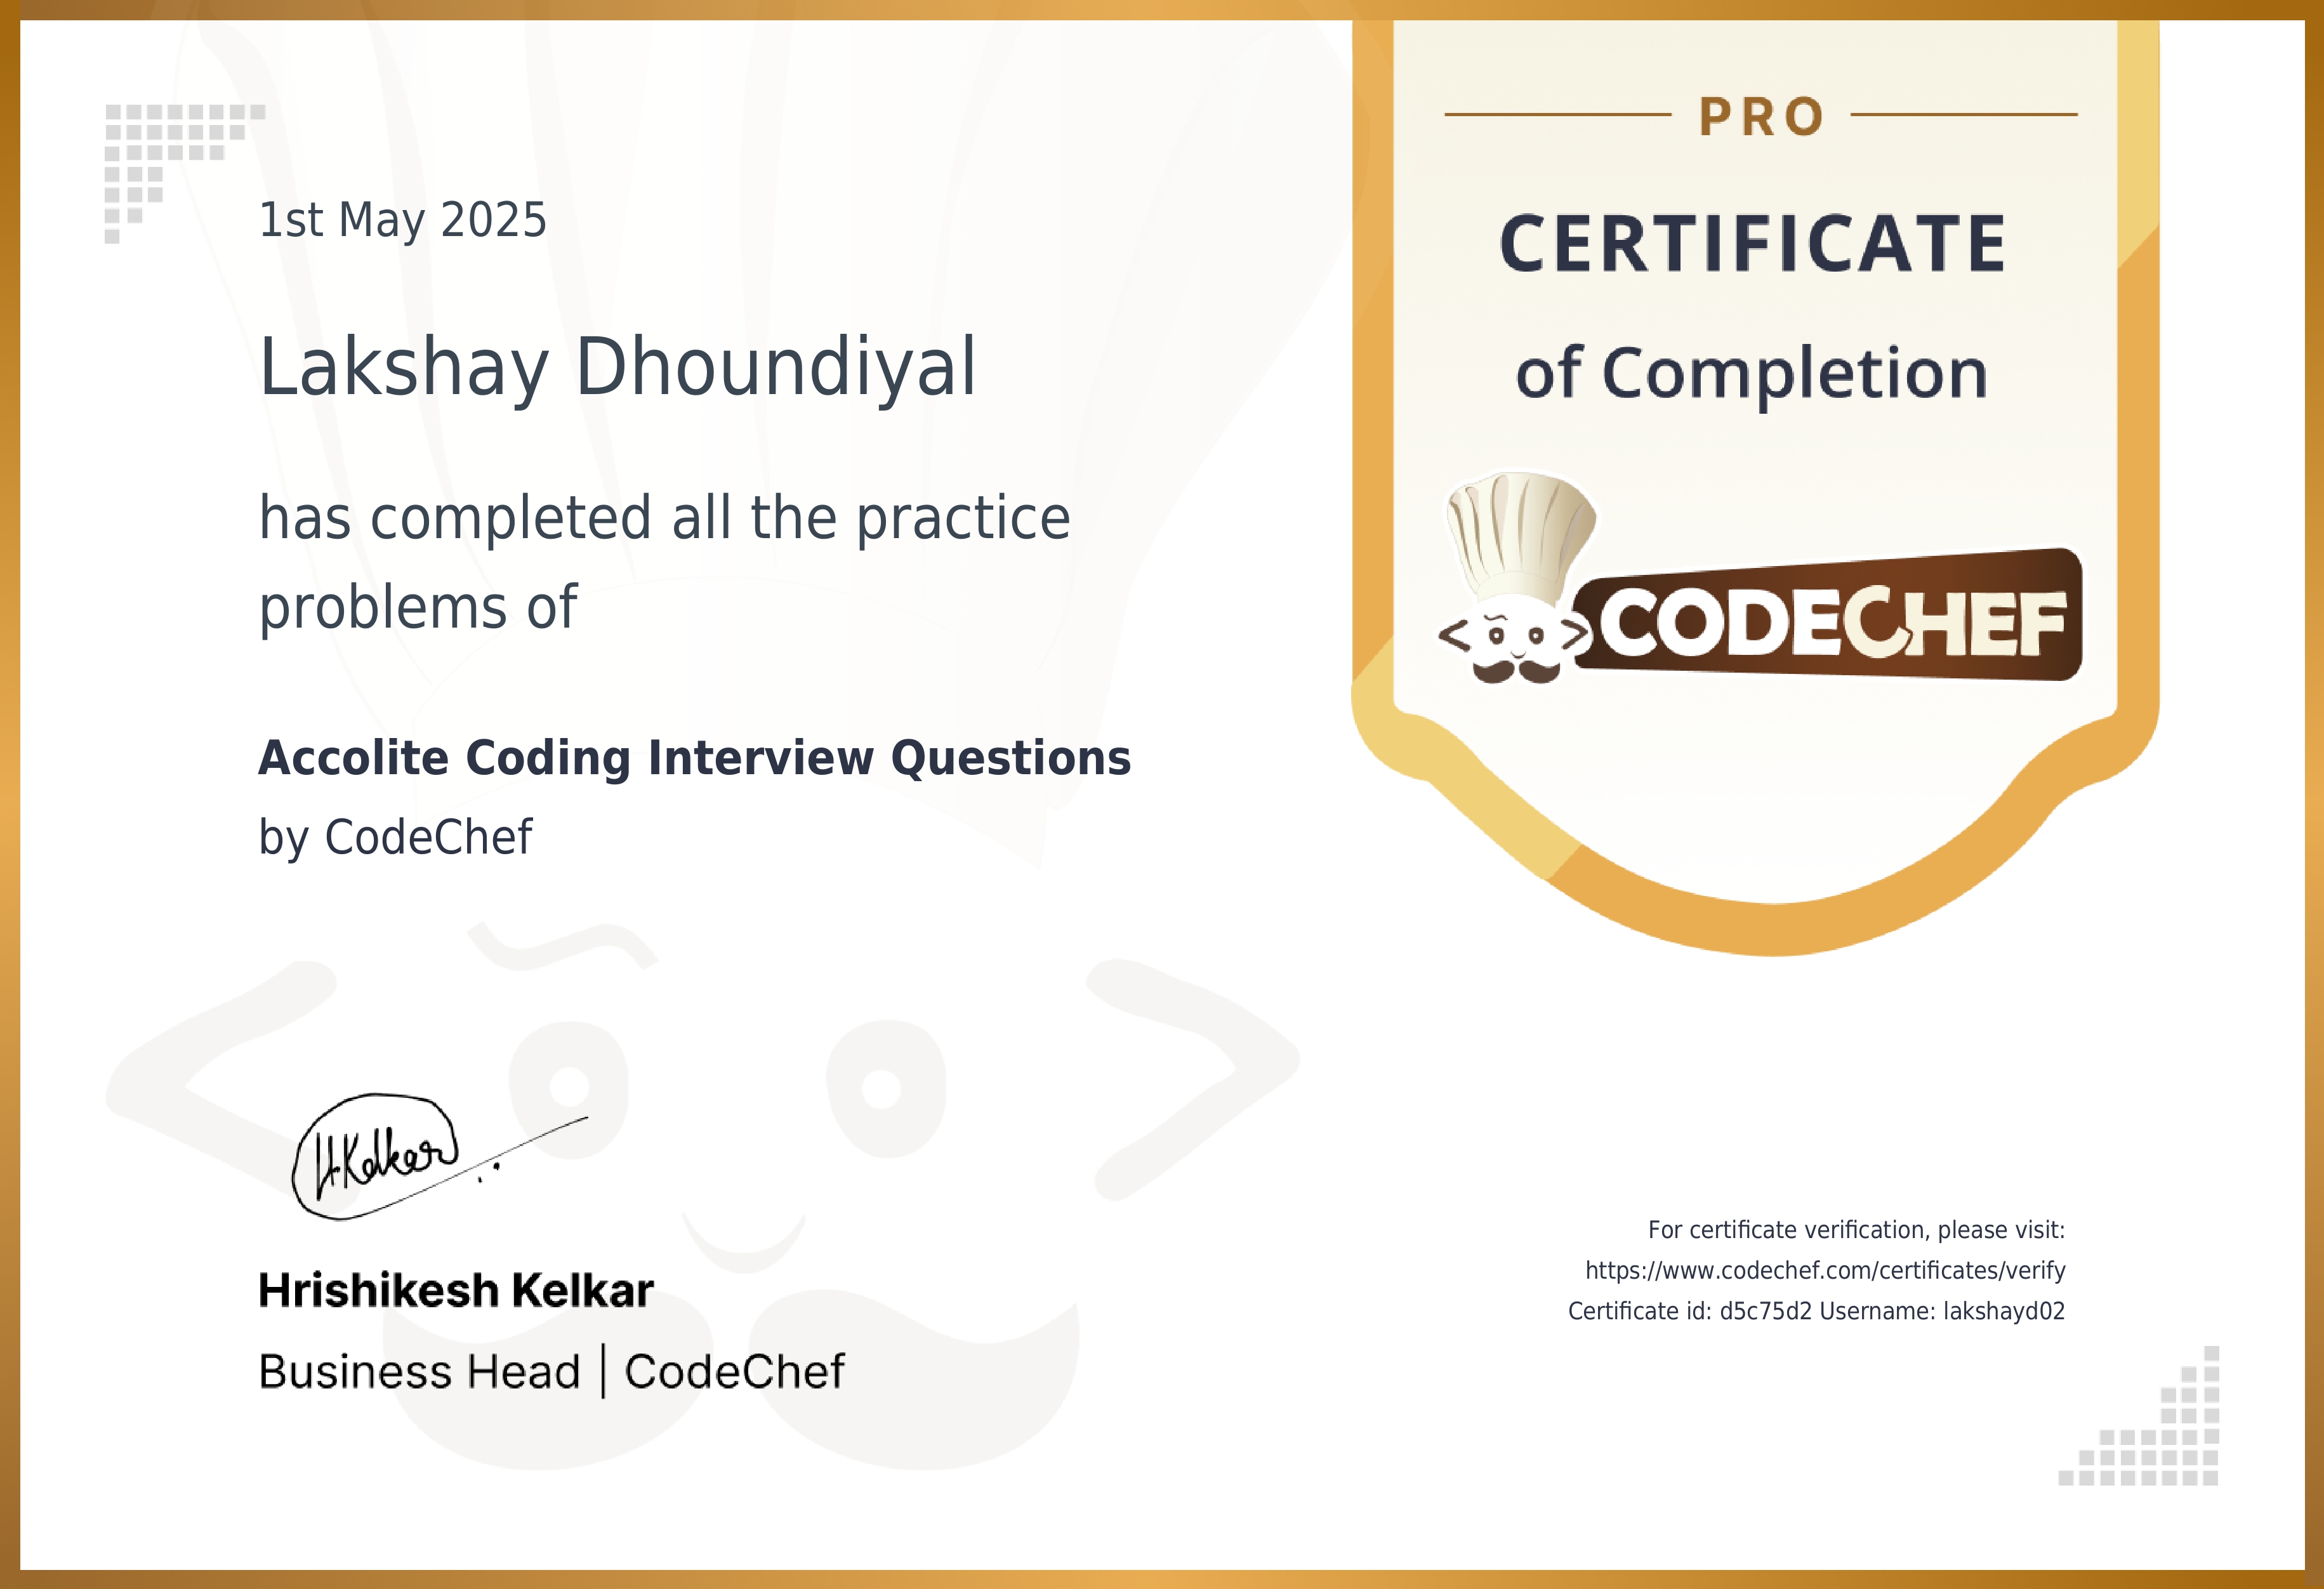 1st May 2025
Lakshay Dhoundiyal
has completed all the practice
problems of
Accolite Coding Interview Questions
by CodeChef
HKelkar
Hrishikesh Kelkar
Business Head | CodeChef
PRO
CERTIFICATE
of Completion
CODECHEF
For certificate verification, please visit:
https://www.codechef.com/certificates/verify
Certificate id: d5c75d2 Username: lakshayd02